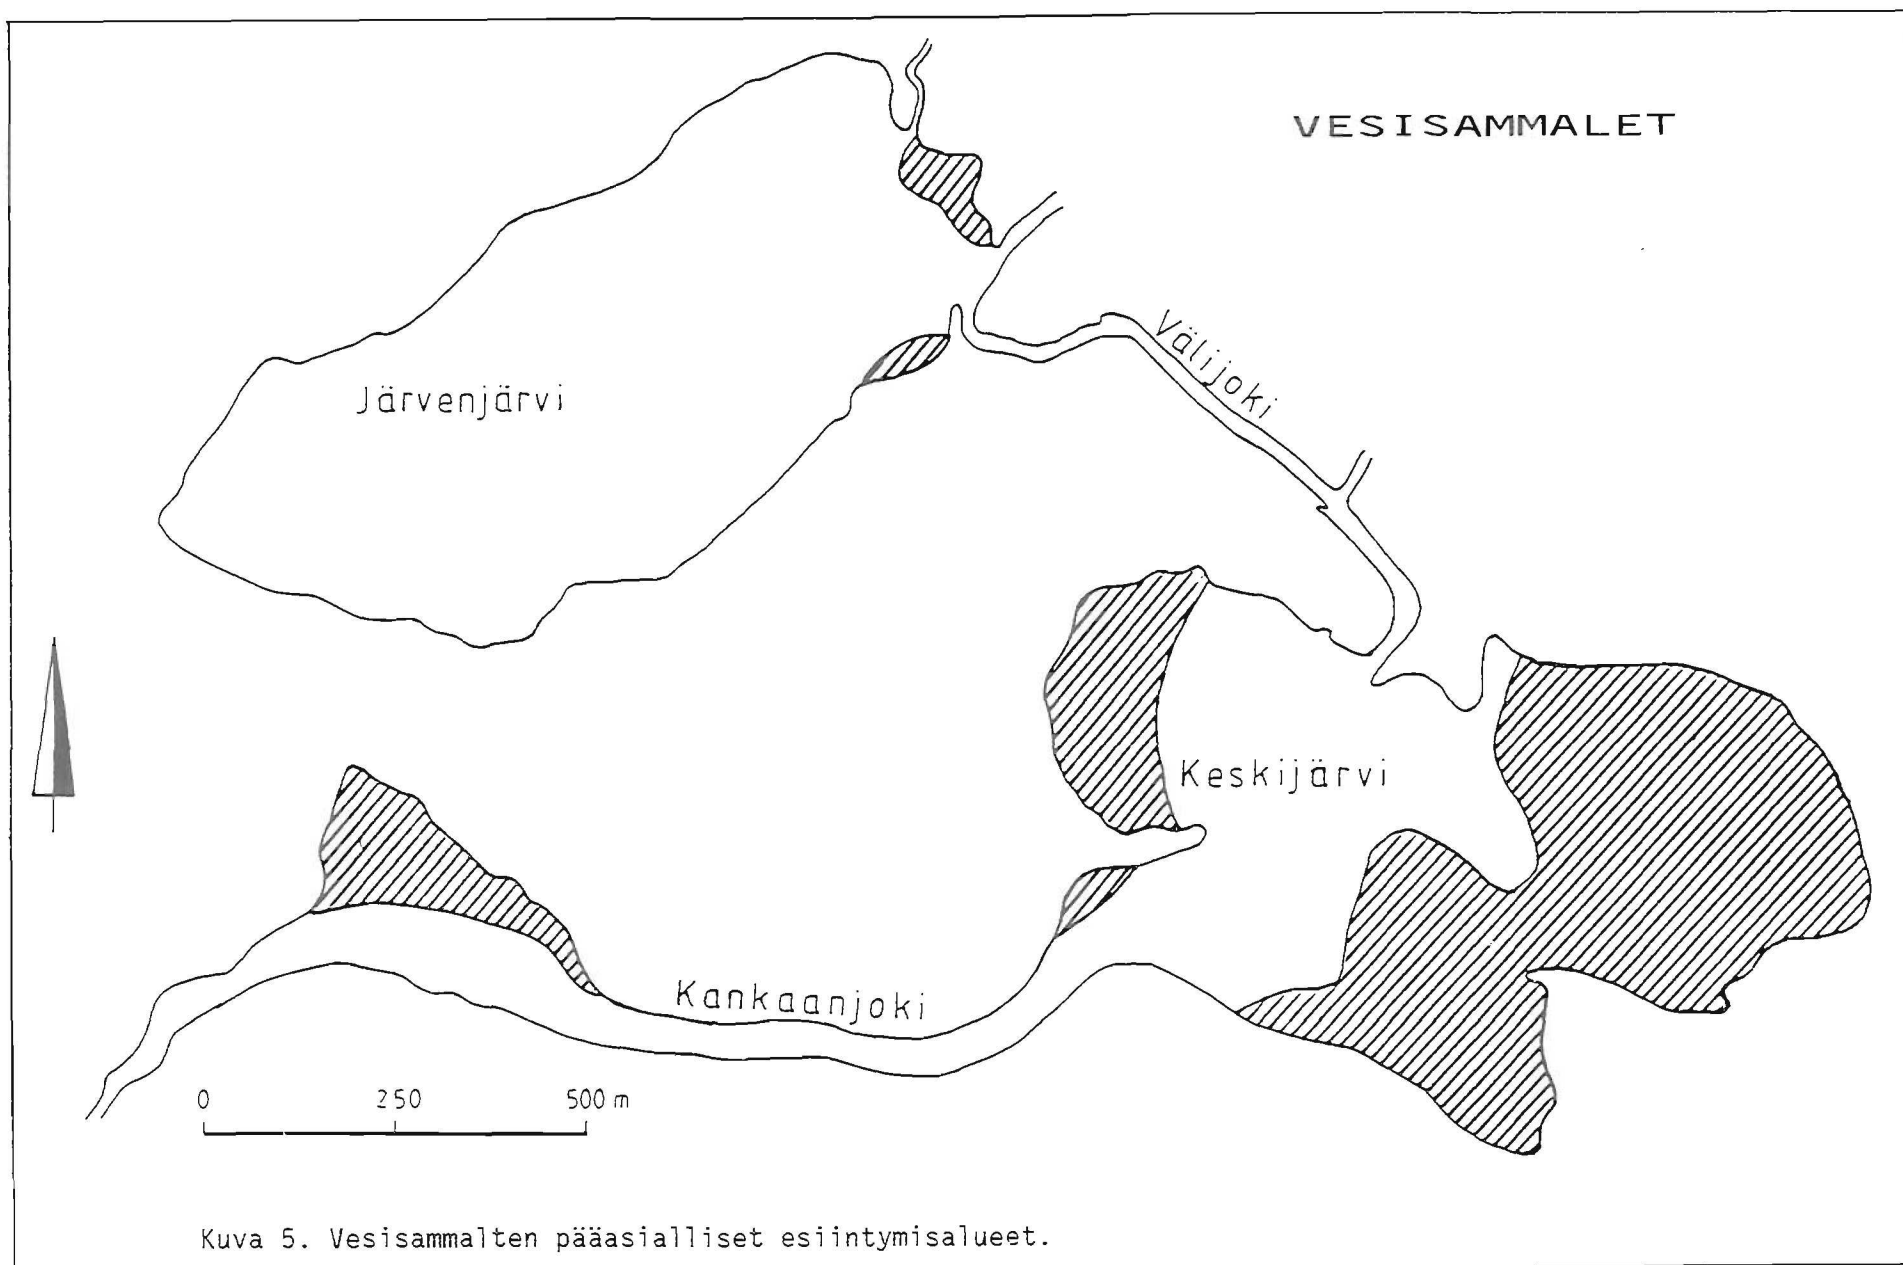 VESISAMMALET
Välijoki
Järvenjärvi
Keskijärvi
Kankaanjoki
0 250 500 m
Kuva 5. Vesisammalten pääasialliset esiintymisalueet.